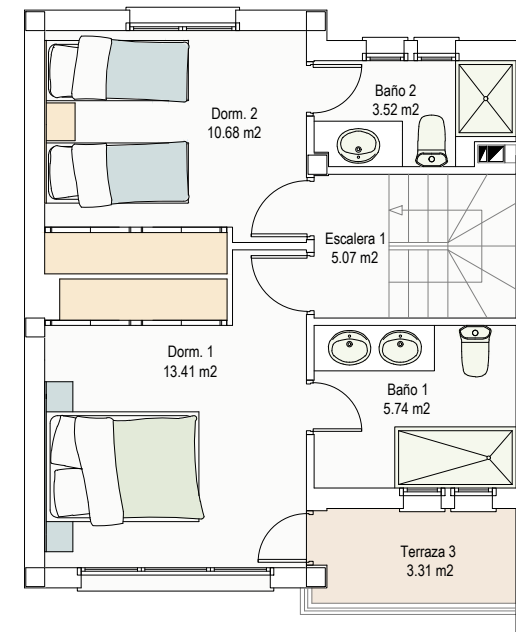 Baño 2
3.52 m2
Dorm. 2
10.68 m2
Escalera 1
5.07 m2
Dorm. 1
13.41 m2
Baño 1
5.74 m2
Terraza 3
3.31 m2